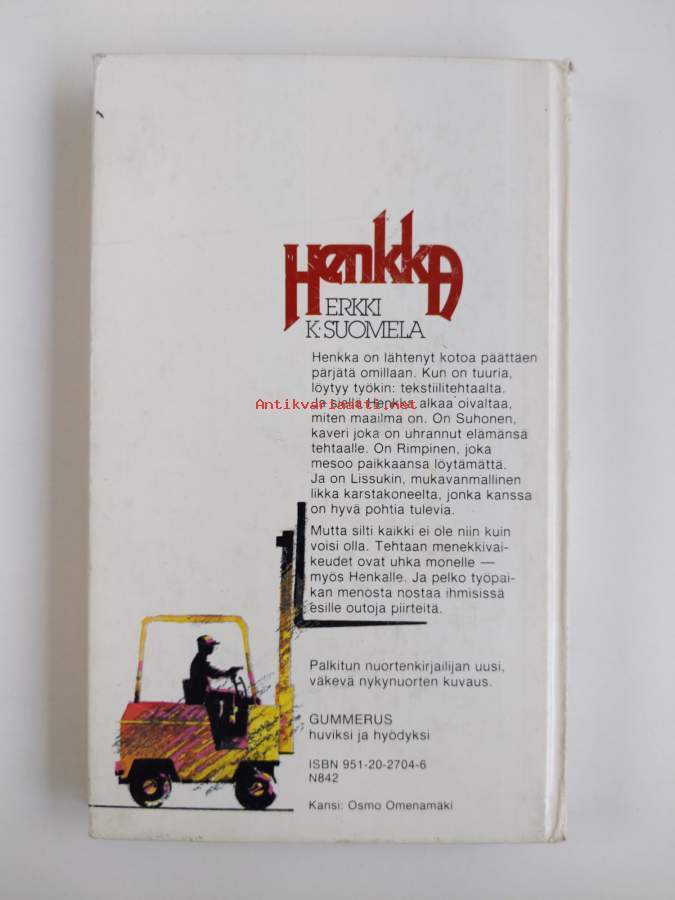 HenkkA
ERKKI
K. SUOMELA
Henkka on lähtenyt kotoa päättäen
pärjätä omillaan. Kun on tuuria,
löytyy työkin: tekstiilitehtaalta.
Ja siellä Henkka alkaa oivaltaa,
Antikvariaatti.net
miten maailma on. On Suhonen,
kaveri joka on uhrannut elämänsä
tehtaalle. On Rimpinen, joka
mesoo paikkaansa löytämättä.
Ja on Lissukin, mukavanmallinen
likka karstakoneelta, jonka kanssa
on hyvä pohtia tulevia.
Mutta silti kaikki ei ole niin kuin
voisi olla. Tehtaan menekkivai-
keudet ovat uhka monelle —
myös Henkalle. Ja pelko työpai-
kan menosta nostaa ihmisissä
esille outoja piirteitä.
Palkitun nuortenkirjailijan uusi,
väkevä nykynuorten kuvaus.
GUMMERUS
huviksi ja hyödyksi
ISBN 951-20-2704-6
N842
Kansi: Osmo Omenamäki